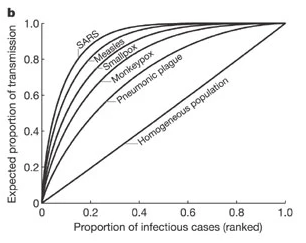 b
Expected proportion of transmission
1.0
0.8
0.6
0.4
0.2
0
SARS
Measles
Smallpox
Monkeypox
Pneumonic plague
Homogeneous population
0 0.2 0.4 0.6 0.8 1.0
Proportion of infectious cases (ranked)